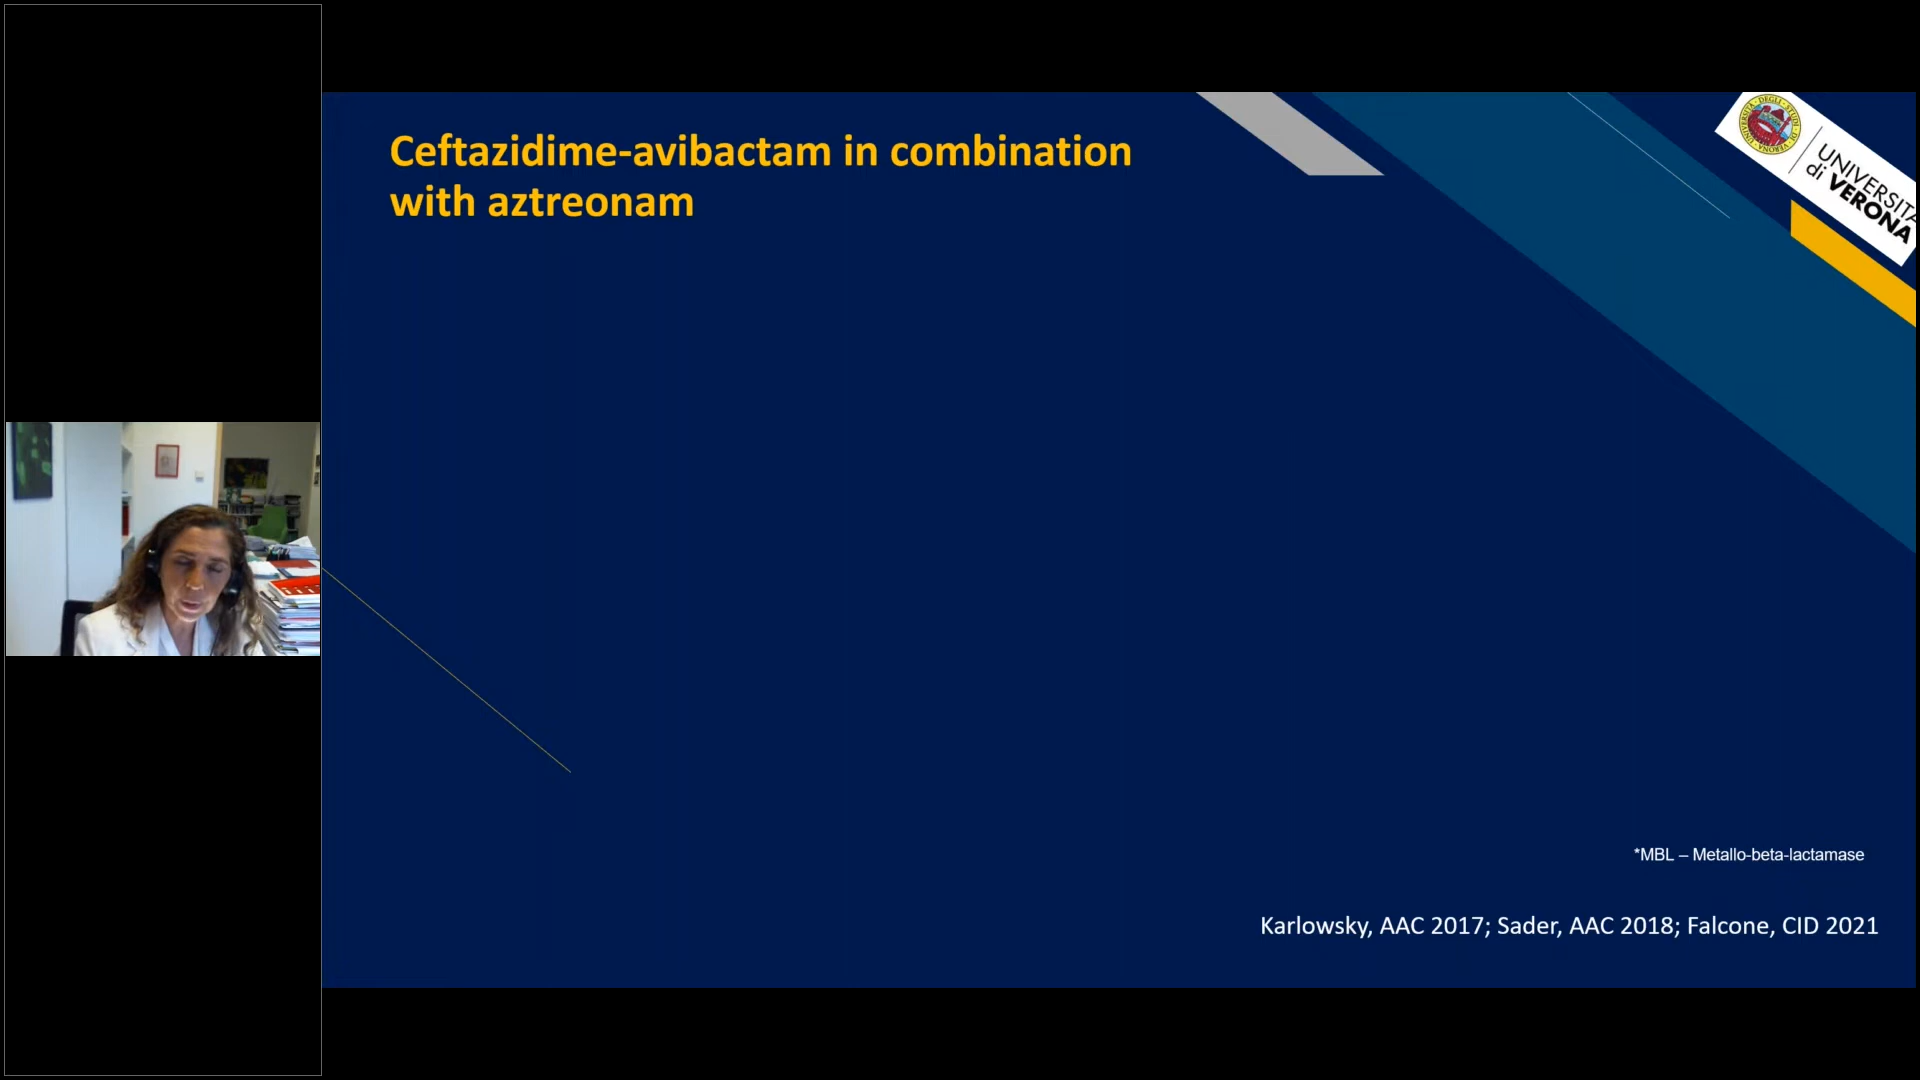 Ceftazidime-avibactam in combination
with aztreonam
UNIVERSITÀ
di VERONA
*MBL – Metallo-beta-lactamase
Karlowsky, AAC 2017; Sader, AAC 2018; Falcone, CID 2021